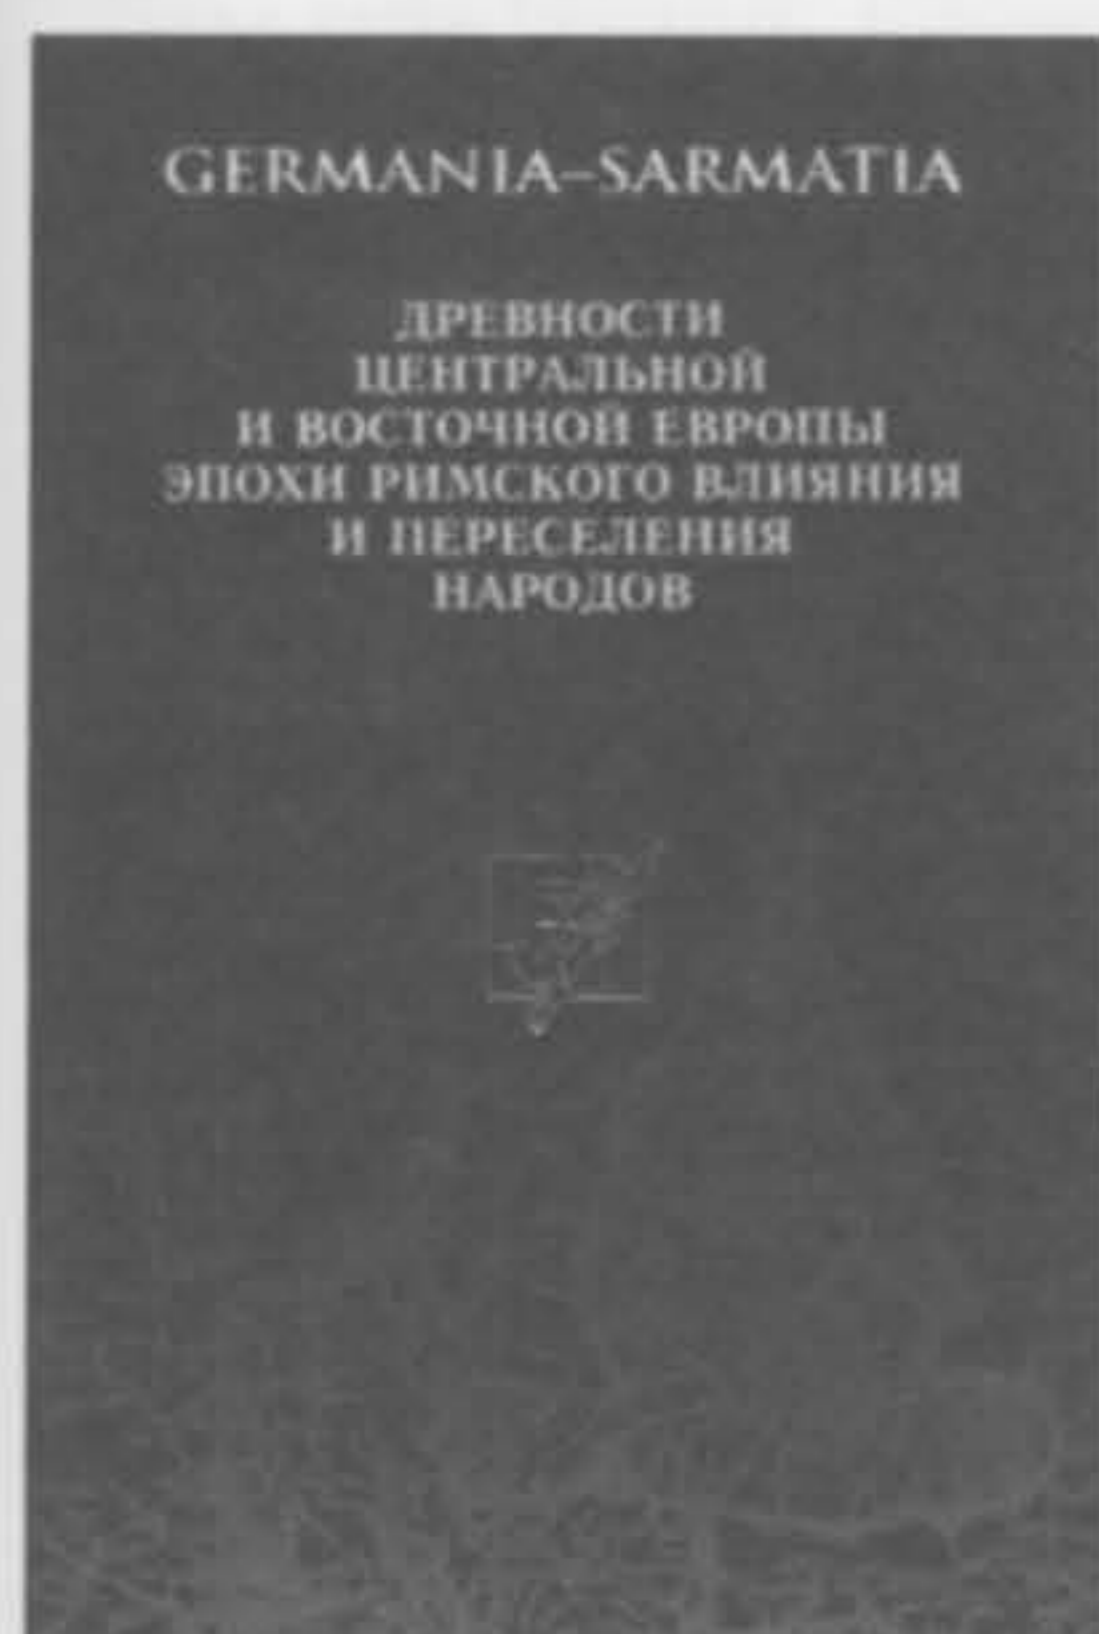 GERMANIA–SARMATIA
ДРЕВНОСТИ
ЦЕНТРАЛЬНОЙ
И ВОСТОЧНОЙ ЕВРОПЫ
ЭПОХИ РИМСКОГО ВЛИЯНИЯ
И ПЕРЕСЕЛЕНИЯ
НАРОДОВ